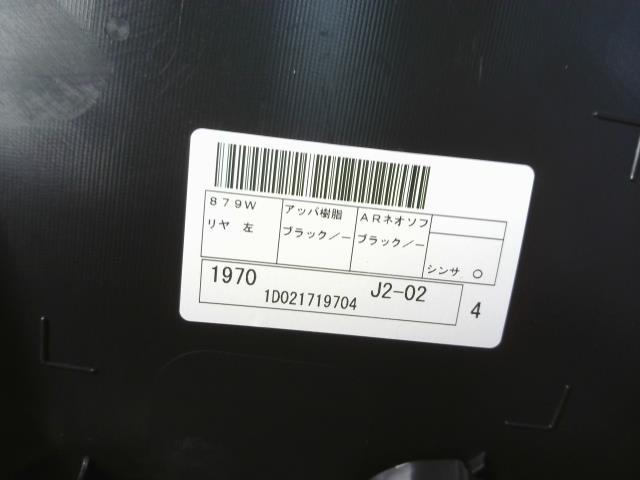 ８７９Ｗ
リヤ 左
アッパ樹脂
ブラック／ー
ＡＲネオソフ
ブラック／ー
シンサ ○
1970
J2-02
1D021719704
4